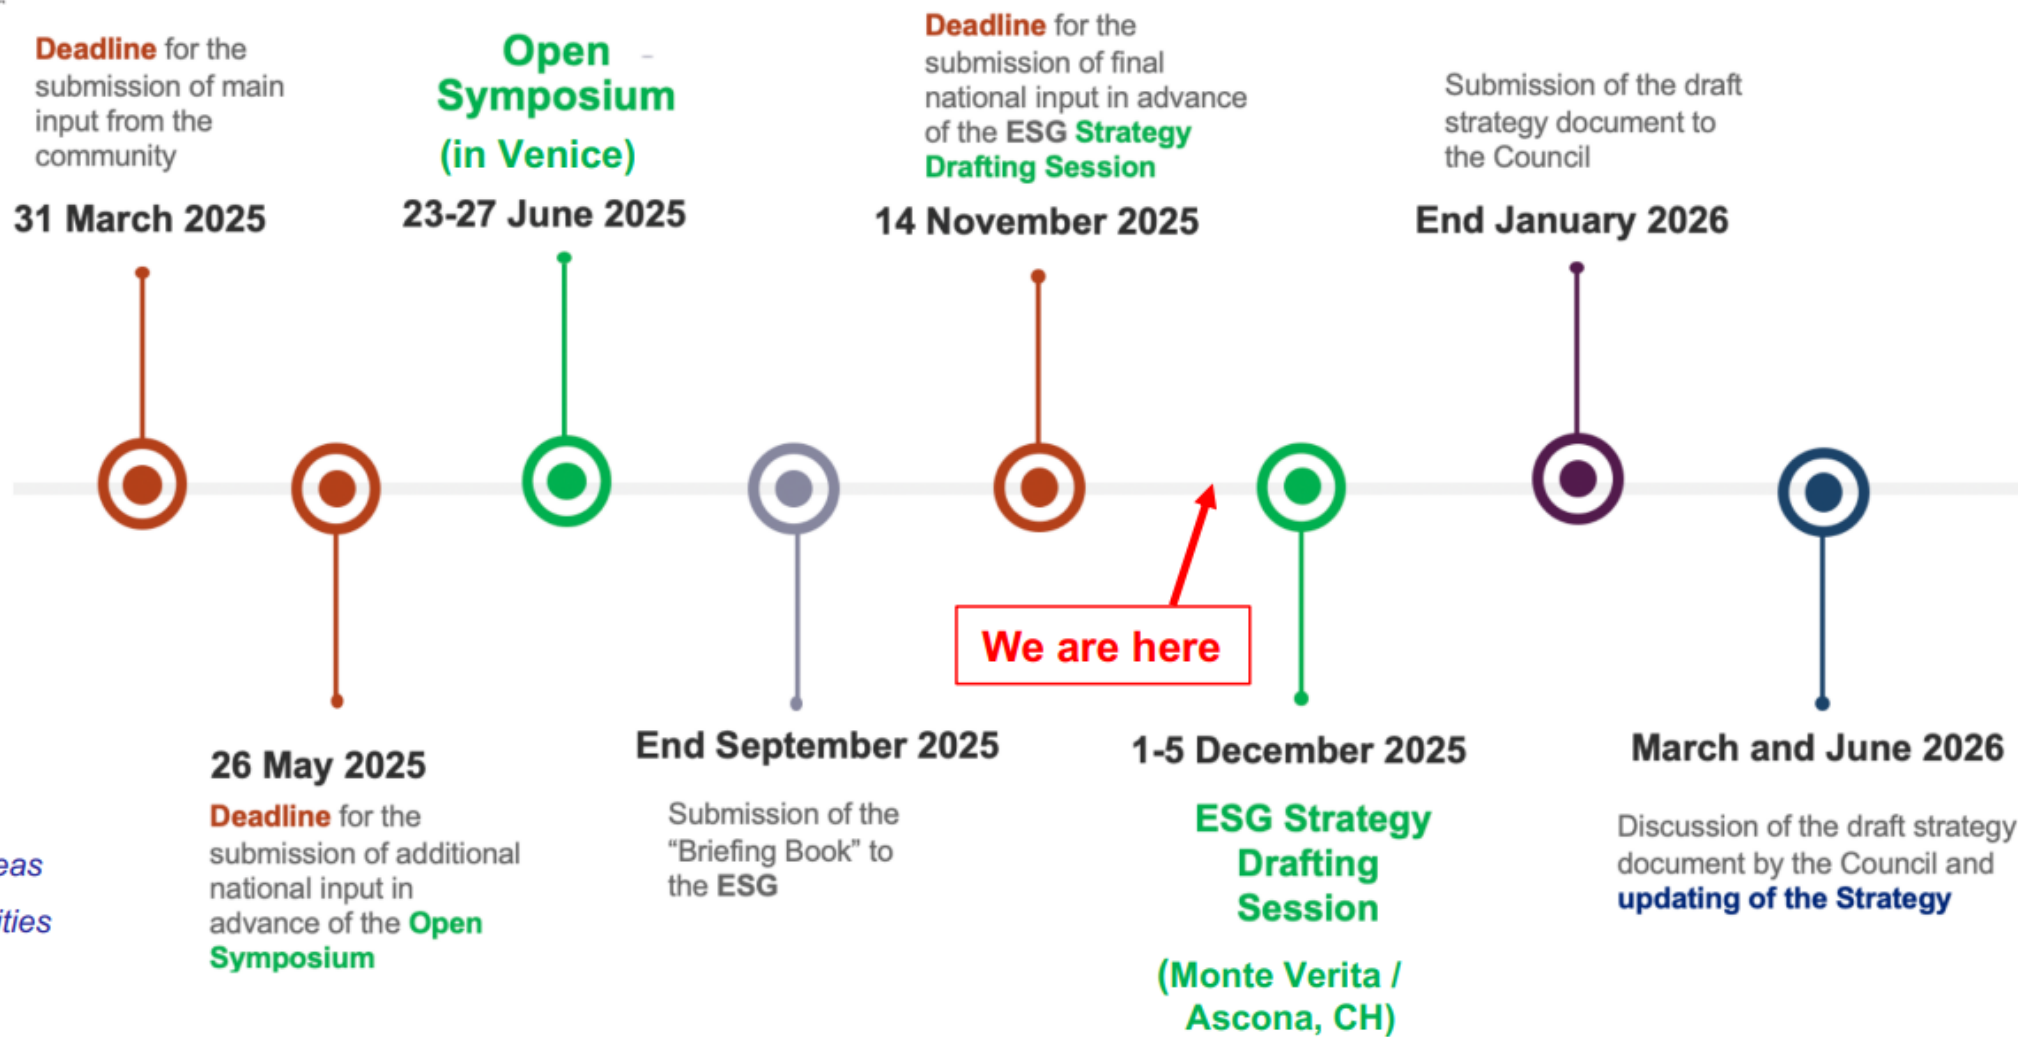 Deadline for the
submission of main
input from the
community
31 March 2025
Open
Symposium
(in Venice)
23-27 June 2025
Deadline for the
submission of final
national input in advance
of the ESG Strategy
Drafting Session
14 November 2025
Submission of the draft
strategy document to
the Council
End January 2026
We are here
26 May 2025
Deadline for the
submission of additional
national input in
advance of the Open
Symposium
End September 2025
Submission of the
“Briefing Book” to
the ESG
1-5 December 2025
ESG Strategy
Drafting
Session
(Monte Verita /
Ascona, CH)
March and June 2026
Discussion of the draft strategy
document by the Council and
updating of the Strategy
eas
ities